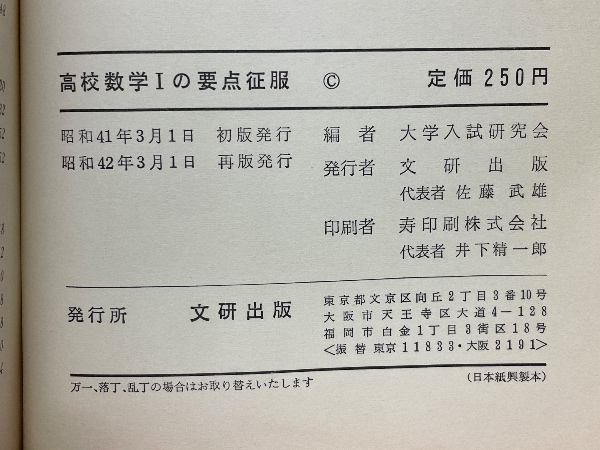 高校数学Ⅰの要点征服 © 定価250円
昭和41年3月1日 初版発行
昭和42年3月1日 再版発行
編者 大学入試研究会
発行者 文研出版
代表者 佐藤武雄
印刷者 寿印刷株式会社
代表者 井下精一郎
発行所 文研出版
東京都文京区向丘2丁目3番10号
大阪市天王寺区大道4-128
福岡市白金1丁目3街区18号
<振替 東京11833・大阪2191>
万一、落丁、乱丁の場合はお取り替えいたします
(日本紙興製本)